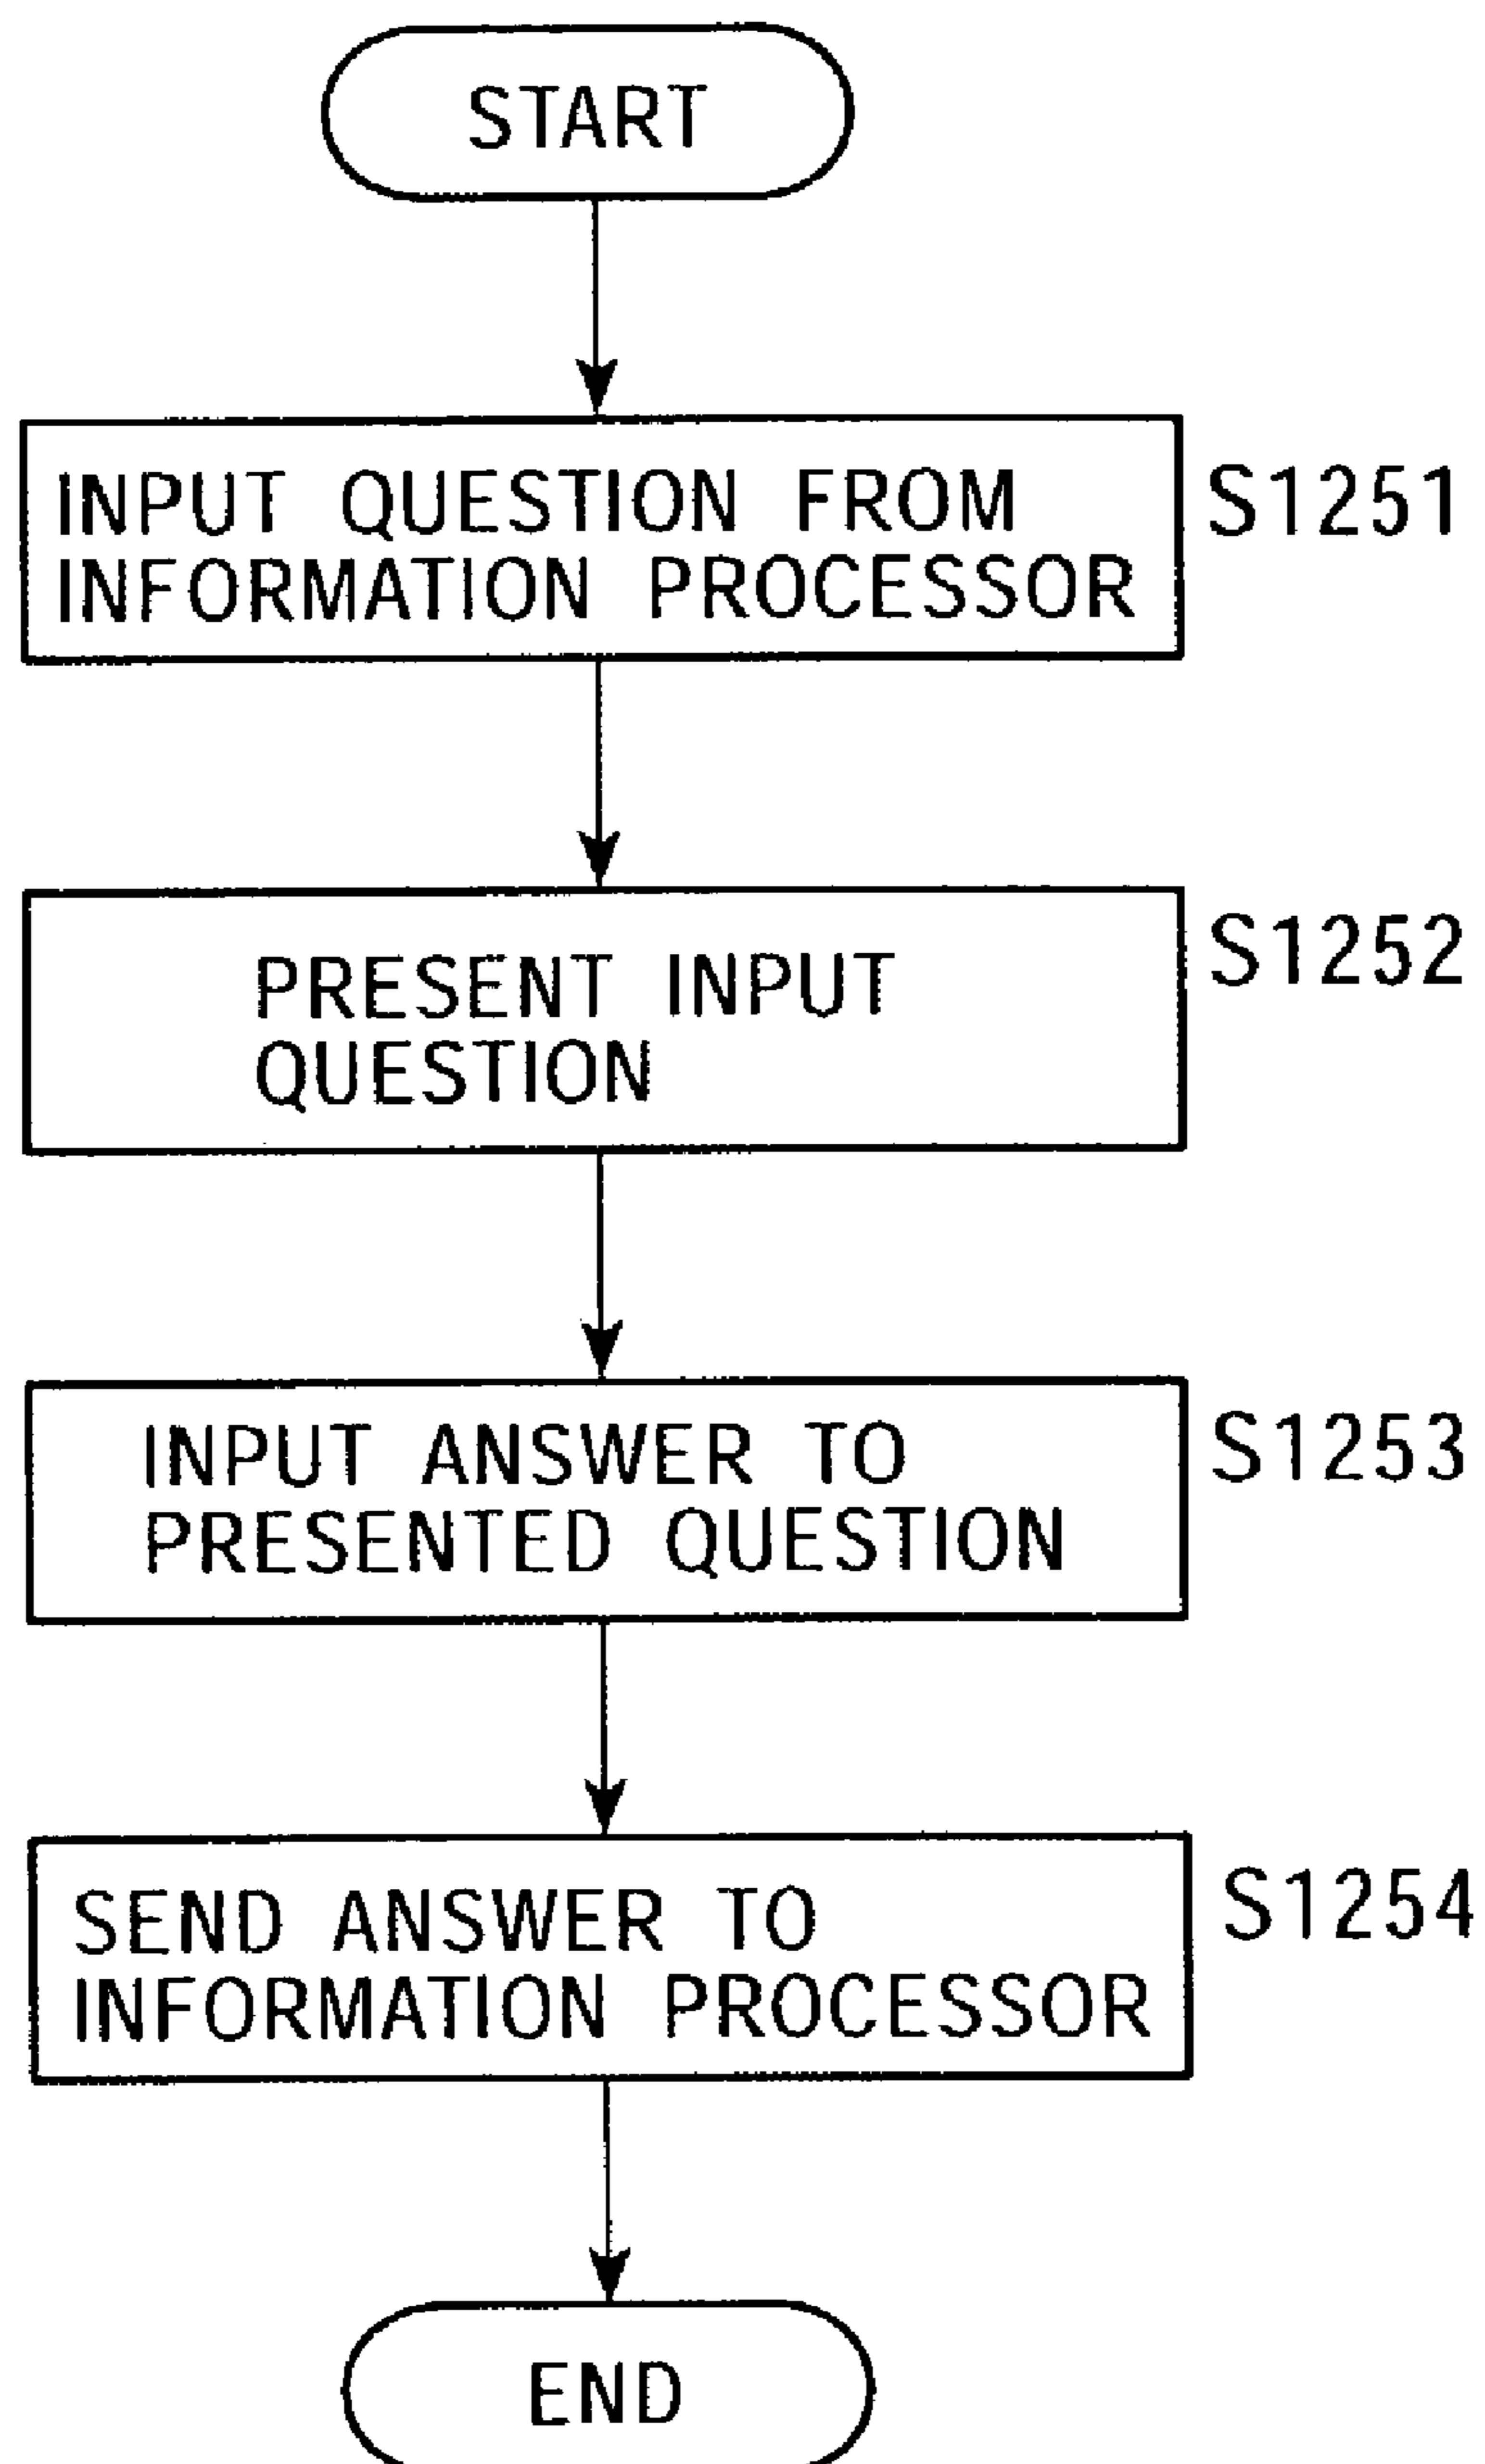 START
INPUT QUESTION FROM
INFORMATION PROCESSOR
S1251
PRESENT INPUT
QUESTION
S1252
INPUT ANSWER TO
PRESENTED QUESTION
S1253
SEND ANSWER TO
INFORMATION PROCESSOR
S1254
END